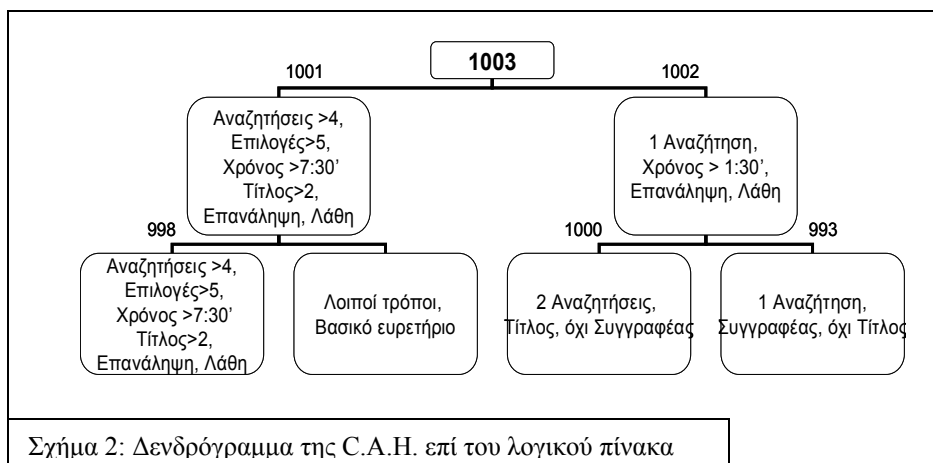 1003
1001
1002
Αναζητήσεις >4,
Επιλογές>5,
Χρόνος >7:30’
Τίτλος>2,
Επανάληψη, Λάθη
1 Αναζήτηση,
Χρόνος > 1:30’,
Επανάληψη, Λάθη
998
1000
993
Αναζητήσεις >4,
Επιλογές>5,
Χρόνος >7:30’
Τίτλος>2,
Επανάληψη, Λάθη
Λοιποί τρόποι,
Βασικό ευρετήριο
2 Αναζητήσεις,
Τίτλος, όχι Συγγραφέας
1 Αναζήτηση,
Συγγραφέας, όχι Τίτλος
Σχήμα 2: Δενδρόγραμμα της C.A.H. επί του λογικού πίνακα